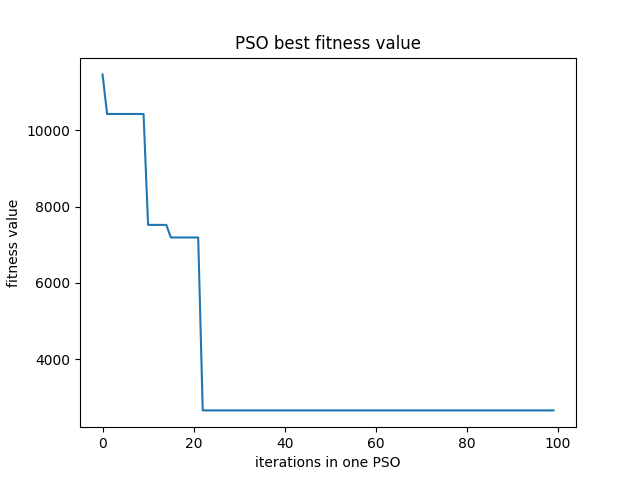 PSO best fitness value
fitness value
10000
8000
6000
4000
0 20 40 60 80 100
iterations in one PSO